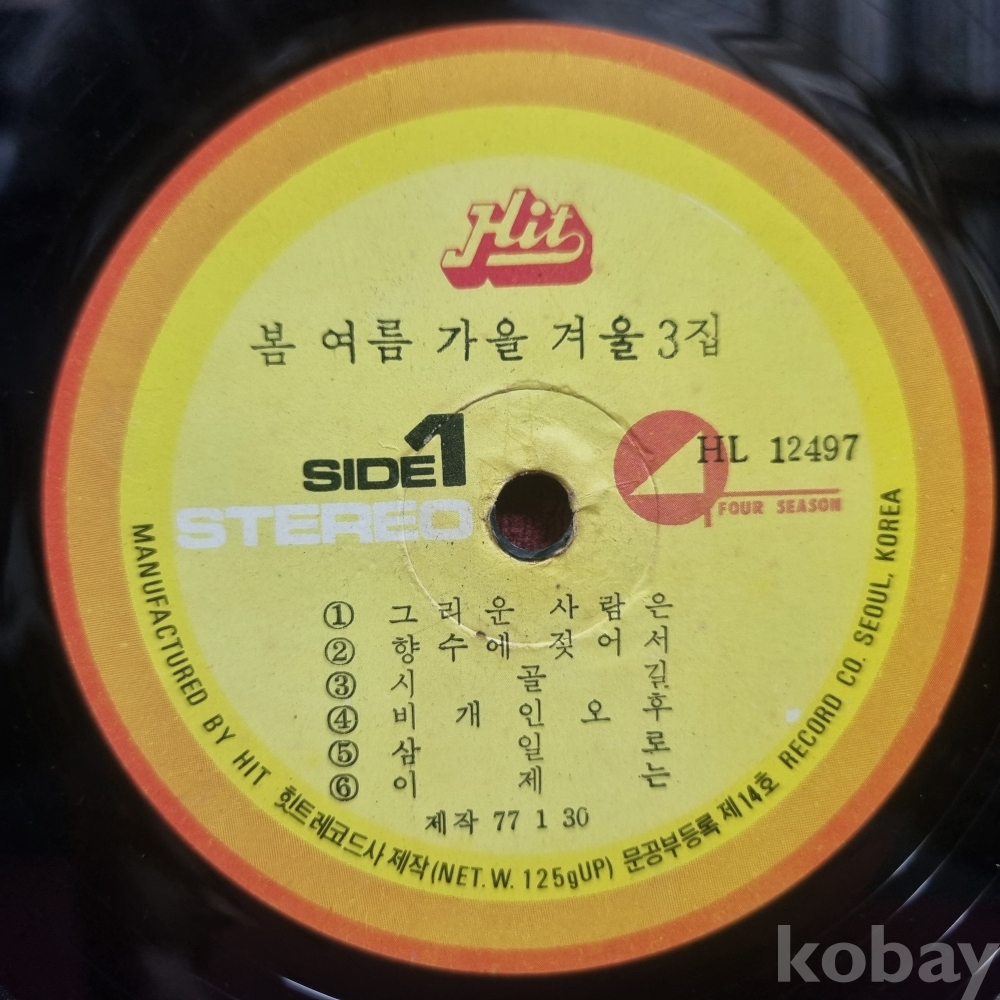 Hit
봄 여름 가을 겨울 3집
SIDE 1
STEREO
HL 12497
FOUR SEASON
① 그리운 사람은
② 향수에 젖어서
③ 시골길
④ 비개인오후
⑤ 삼일로
⑥ 이제는
제작 77 1 30
MANUFACTURED BY HIT 힛트레코드사 제작 (NET. W. 125gUP) 문공부등록 제14호 RECORD CO. SEOUL, KOREA
kobay